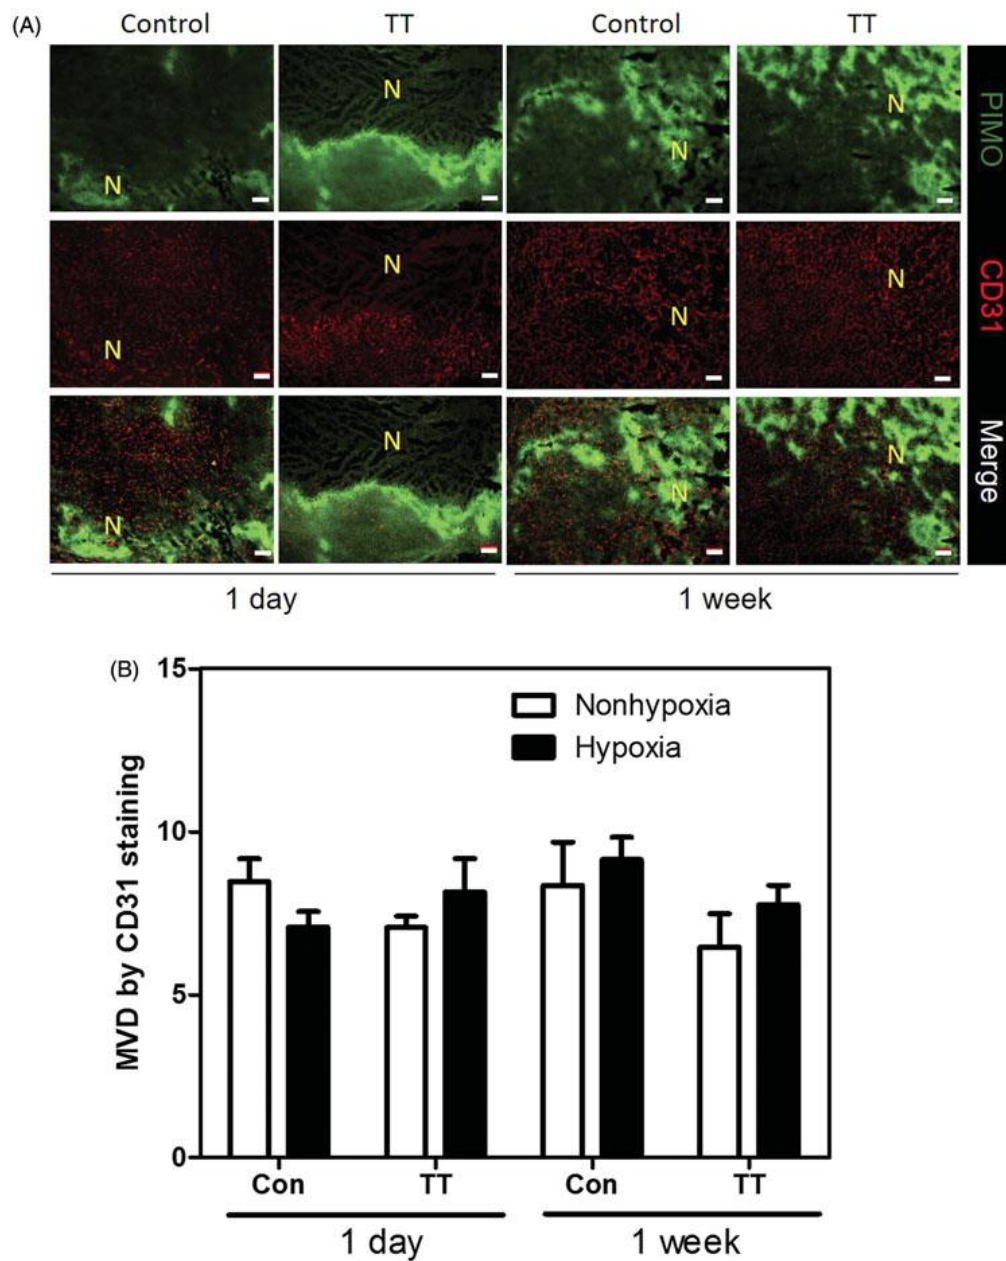 (A) Control TT Control TT
N N N N PIMO
N N N N CD31
N N N N Merge
1 day 1 week
(B)
15
10
5
0
MVD by CD31 staining
Nonhypoxia
Hypoxia
Con TT Con TT
1 day 1 week